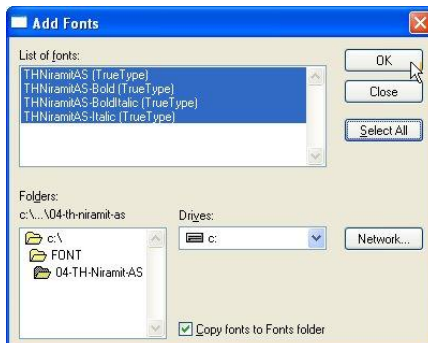 Add Fonts
List of fonts:
OK
THNiramitAS (TrueType)
THNiramitAS-Bold (TrueType)
THNiramitAS-BoldItalic (TrueType)
THNiramitAS-Italic (TrueType)
Close
Select All
Folders:
c:\...\04-th-niramit-as
Drives:
c:\
FONT
04-TH-Niramit-AS
c:
Network...
Copy fonts to Fonts folder